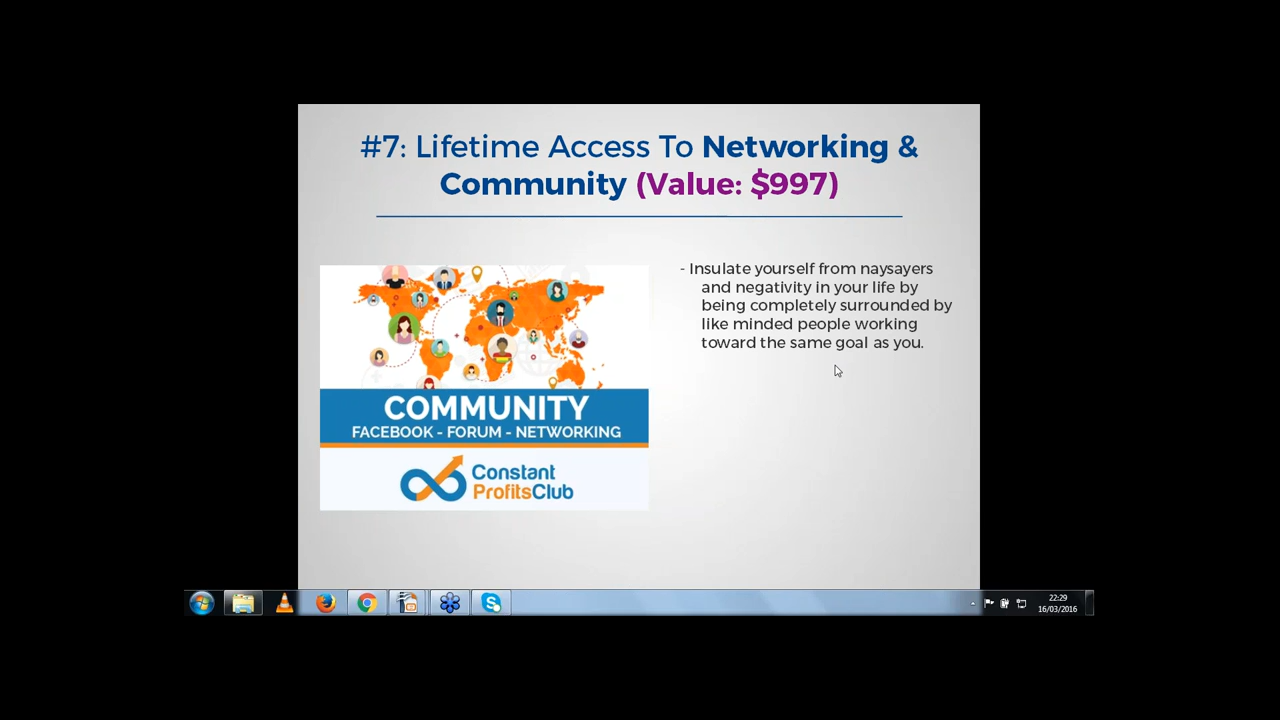 #7: Lifetime Access To Networking &
Community (Value: $997)
- Insulate yourself from naysayers
and negativity in your life by
being completely surrounded by
like minded people working
toward the same goal as you.
COMMUNITY
FACEBOOK - FORUM - NETWORKING
Constant
ProfitsClub
22:29
16/03/2016